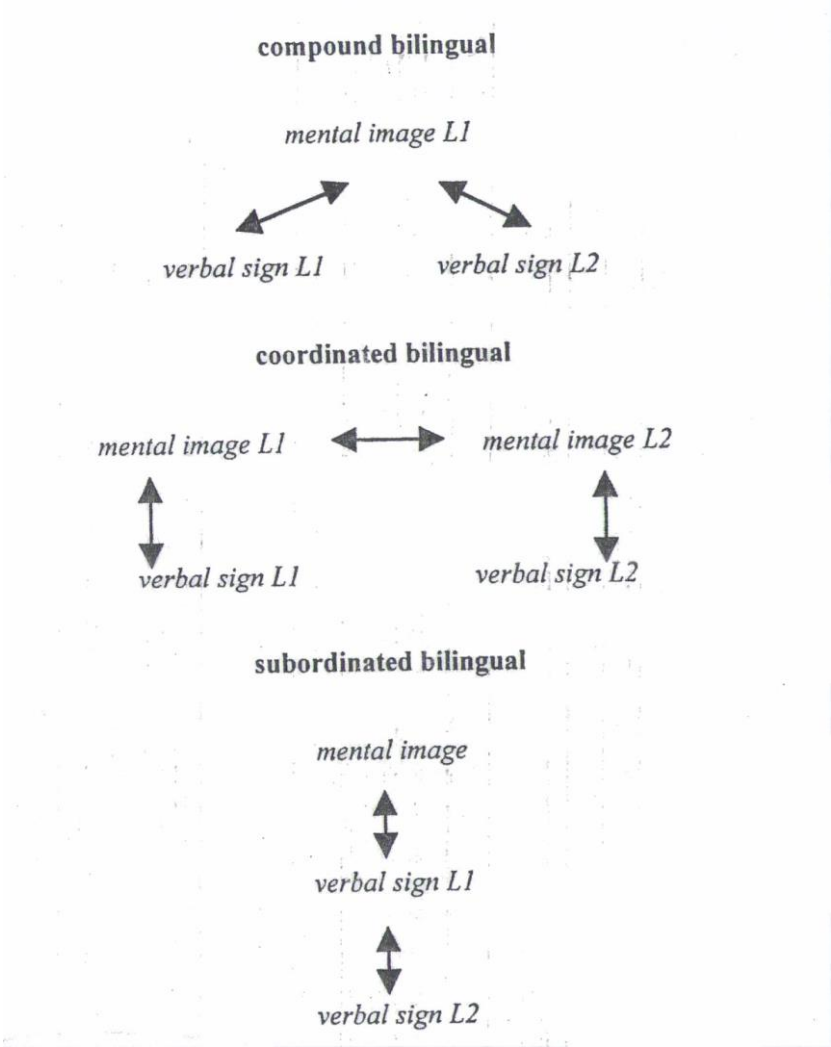 compound bilingual
mental image L1
verbal sign L1 verbal sign L2
coordinated bilingual
mental image L1 mental image L2
verbal sign L1 verbal sign L2
subordinated bilingual
mental image
verbal sign L1
verbal sign L2